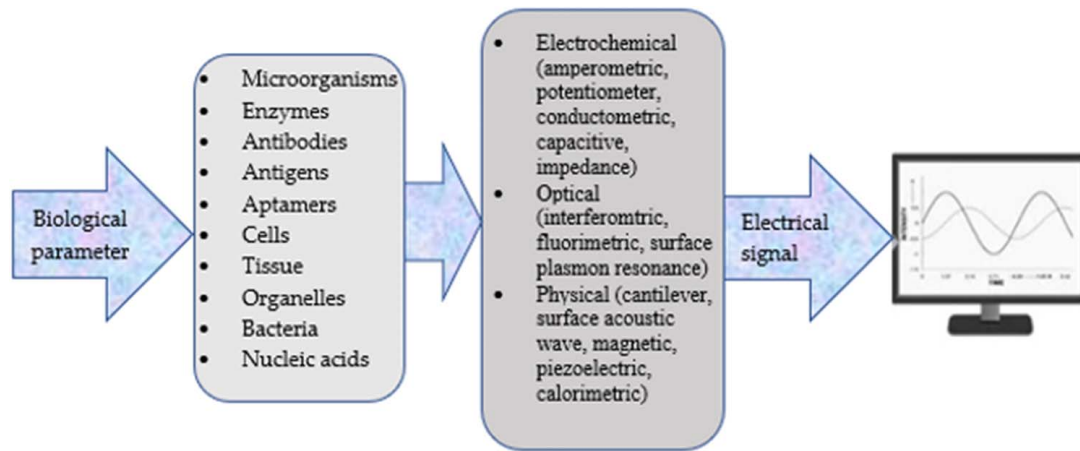 Biological
parameter
• Microorganisms
• Enzymes
• Antibodies
• Antigens
• Aptamers
• Cells
• Tissue
• Organelles
• Bacteria
• Nucleic acids
• Electrochemical
(amperometric,
potentiometer,
conductometric,
capacitive,
impedance)
• Optical
(interferomtric,
fluorimetric, surface
plasmon resonance)
• Physical (cantilever,
surface acoustic
wave, magnetic,
piezoelectric,
calorimetric)
Electrical
signal
TIME